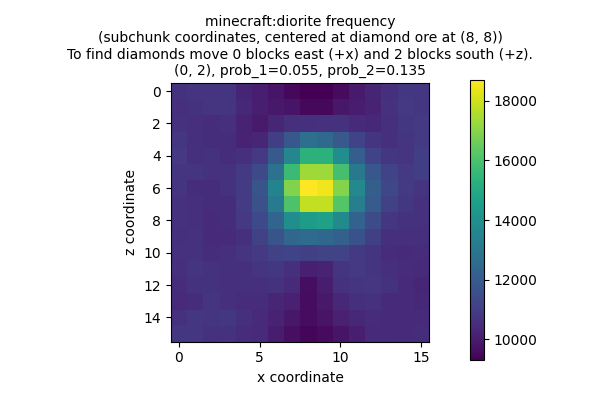 minecraft:diorite frequency
(subchunk coordinates, centered at diamond ore at (8, 8))
To find diamonds move 0 blocks east (+x) and 2 blocks south (+z).
(0, 2), prob_1=0.055, prob_2=0.135
0
2
4
6
8
10
12
14
z coordinate
0 5 10 15
x coordinate
18000
16000
14000
12000
10000